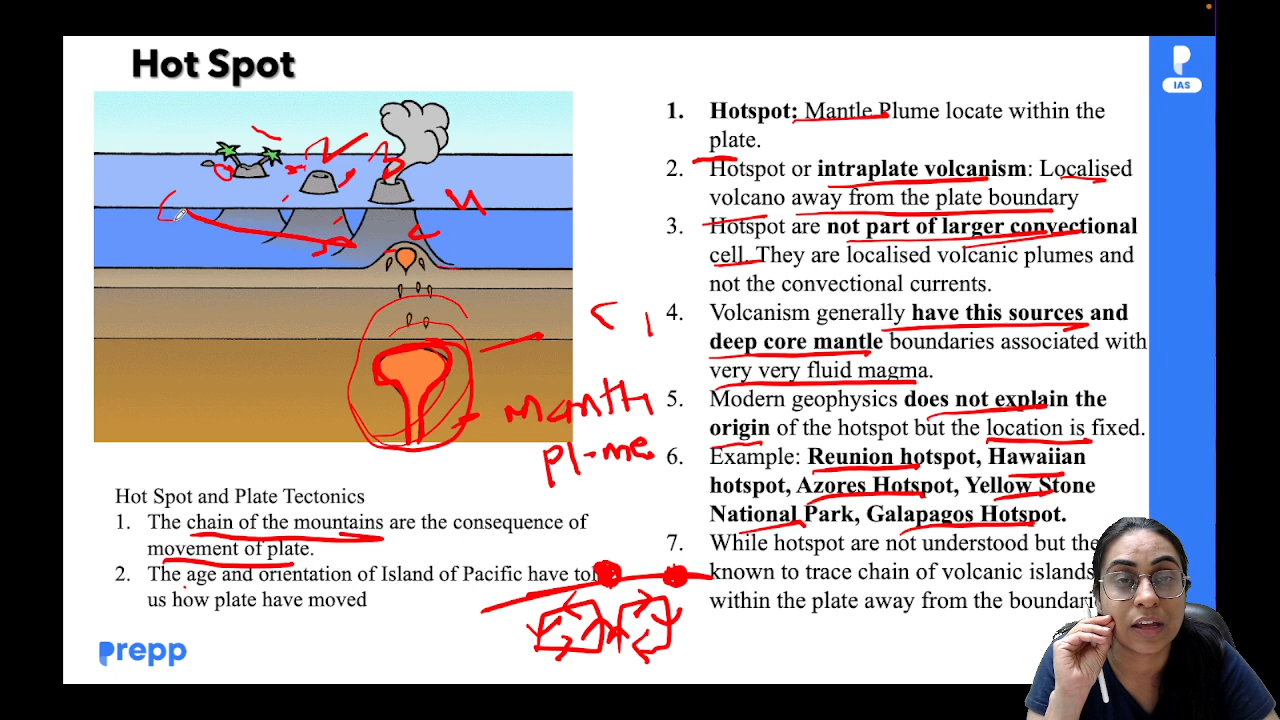 Hot Spot
P
IAS
1. Hotspot: Mantle Plume locate within the
plate.
2. Hotspot or intraplate volcanism: Localised
volcano away from the plate boundary
3. Hotspot are not part of larger convectional
cell. They are localised volcanic plumes and
not the convectional currents.
4. Volcanism generally have this sources and
deep core mantle boundaries associated with
very very fluid magma.
5. Modern geophysics does not explain the
origin of the hotspot but the location is fixed.
6. Example: Reunion hotspot, Hawaiian
hotspot, Azores Hotspot, Yellow Stone
National Park, Galapagos Hotspot.
7. While hotspot are not understood but the
known to trace chain of volcanic islands
within the plate away from the
Hot Spot and Plate Tectonics
1. The chain of the mountains are the consequence of
movement of plate.
2. The age and orientation of Island of Pacific have
us how plate have moved
prepp